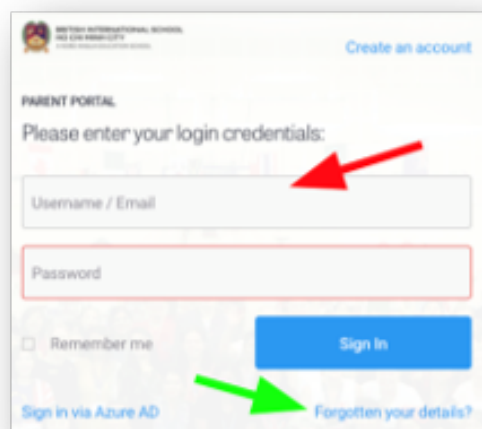 BRITISH INTERNATIONAL SCHOOL
HO CHI MINH CITY
Create an account
PARENT PORTAL
Please enter your login credentials:
Username / Email
Password
Remember me
Sign In
Sign in via Azure AD
Forgotten your details?